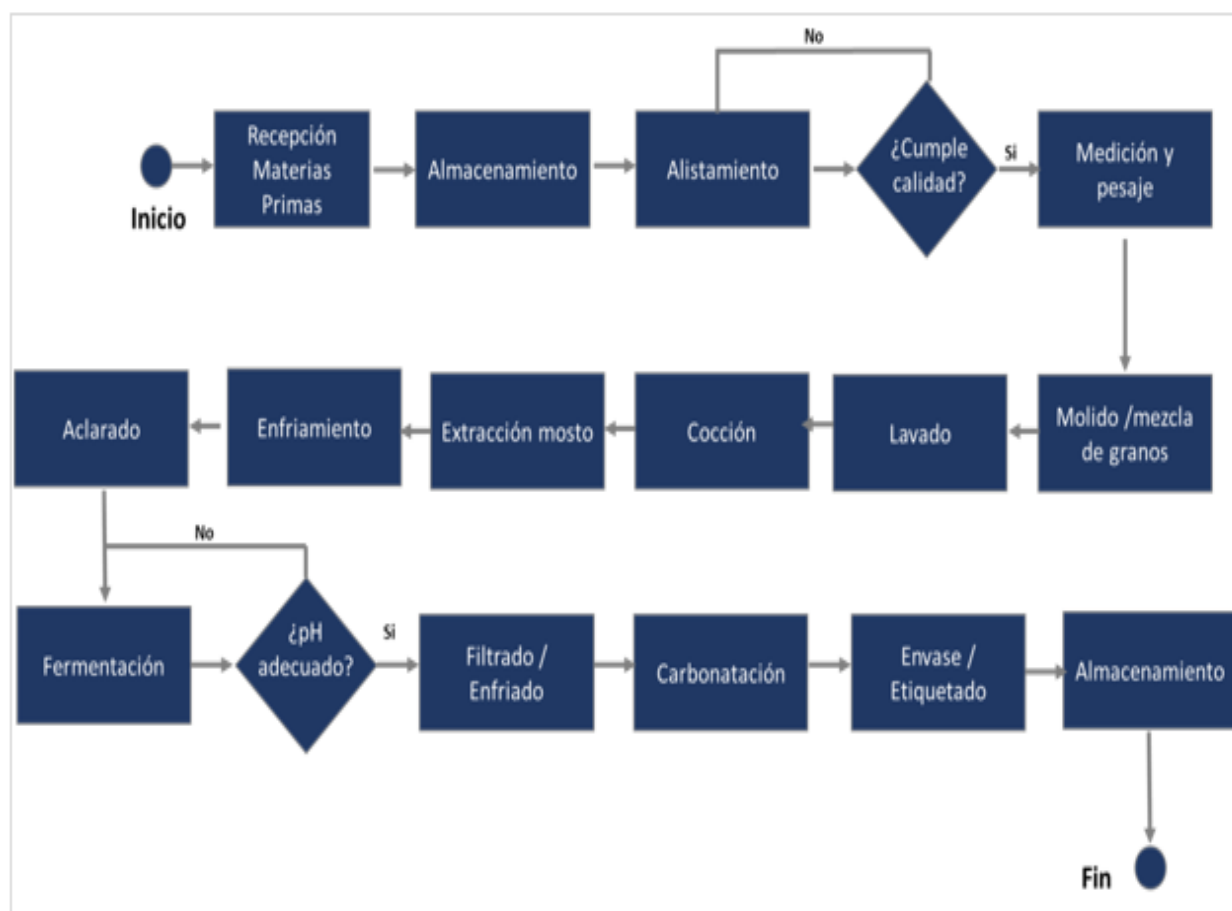 No
Recepción
Materias
Primas
Almacenamiento
Alistamiento
¿Cumple
calidad?
Si
Medición y
pesaje
Inicio
Aclarado
Enfriamiento
Extracción mosto
Cocción
Lavado
Molido /mezcla
de granos
No
Fermentación
¿pH
adecuado?
Si
Filtrado /
Enfriado
Carbonatación
Envase /
Etiquetado
Almacenamiento
Fin